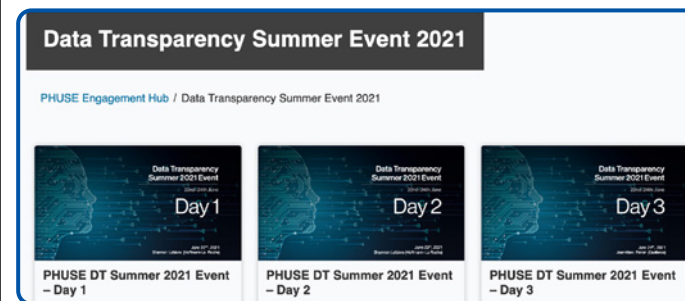 Data Transparency Summer Event 2021
PHUSE Engagement Hub / Data Transparency Summer Event 2021
Data Transparency
Summer 2021 Event
Day 1
Data Transparency
Summer 2021 Event
Day 2
Data Transparency
Summer 2021 Event
Day 3
PHUSE DT Summer 2021 Event
– Day 1
PHUSE DT Summer 2021 Event
– Day 2
PHUSE DT Summer 2021 Event
– Day 3